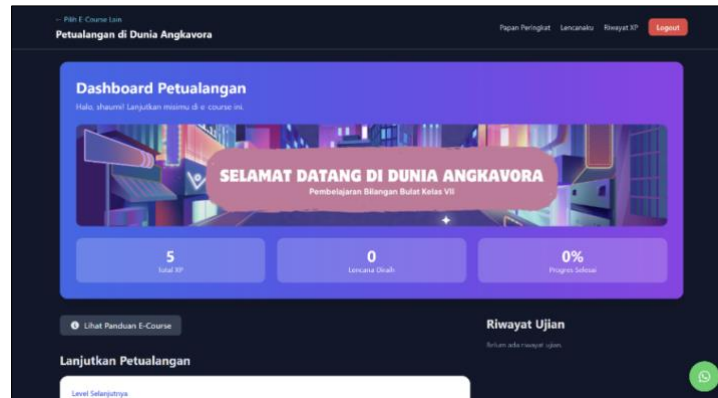 ← Pilih E-Course Lain
Petualangan di Dunia Angkavora
Papan Peringkat Lencanaku Riwayat XP Logout
Dashboard Petualangan
Halo, shaumi! Lanjutkan misimu di e-course ini.
SELAMAT DATANG DI DUNIA ANGKAVORA
Pembelajaran Bilangan Bulat Kelas VII
5
Total XP
0
Lencana Diraih
0%
Progres Selesai
Lihat Panduan E-Course
Riwayat Ujian
Belum ada riwayat ujian.
Lanjutkan Petualangan
Level Selanjutnya